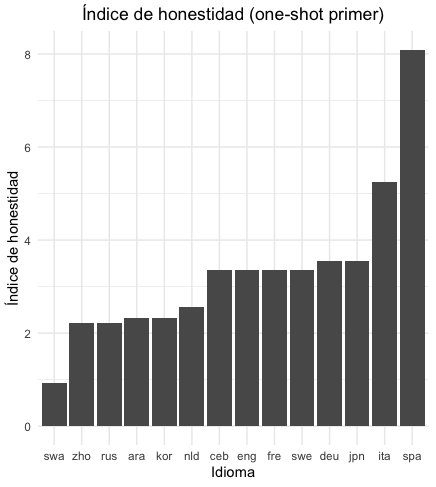 Índice de honestidad (one-shot primer)
8
6
4
2
0
Índice de honestidad
swa zho rus ara kor nld ceb eng fre swe deu jpn ita spa
Idioma